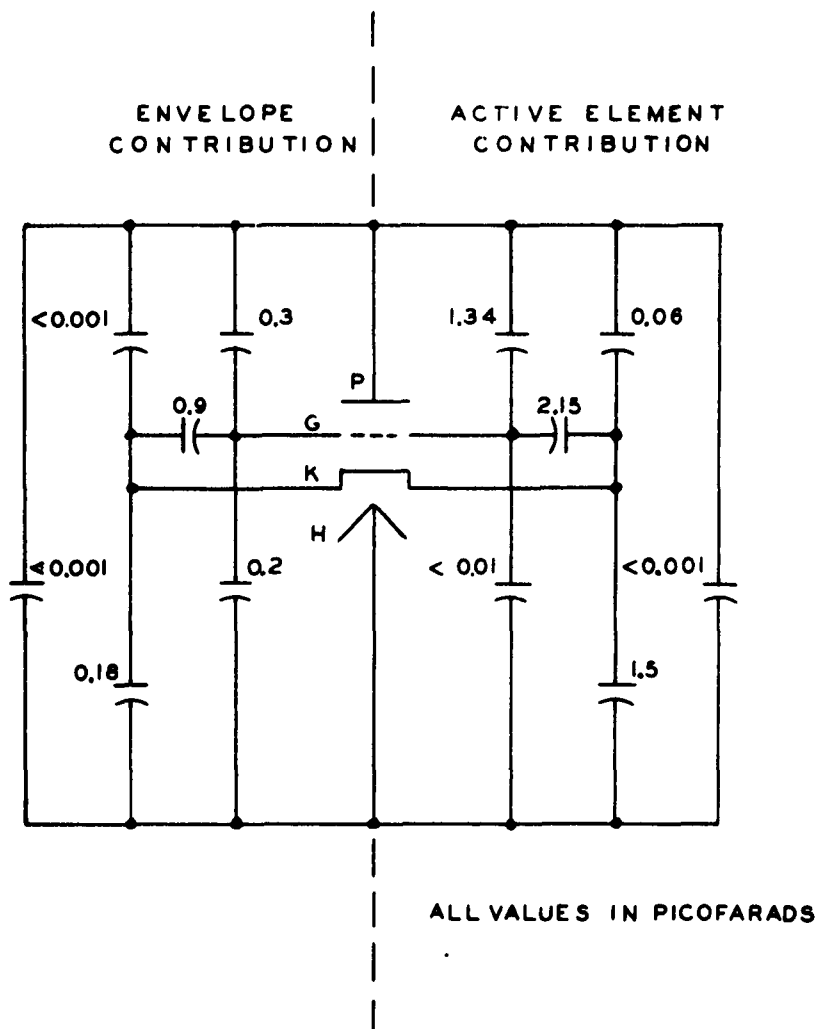 ENVELOPE
CONTRIBUTION
ACTIVE ELEMENT
CONTRIBUTION
<0.001
0.3
1.34
0.06
P
0.9
2.15
G
K
H
<0.001
0.2
< 0.01
<0.001
0.18
1.5
ALL VALUES IN PICOFARADS